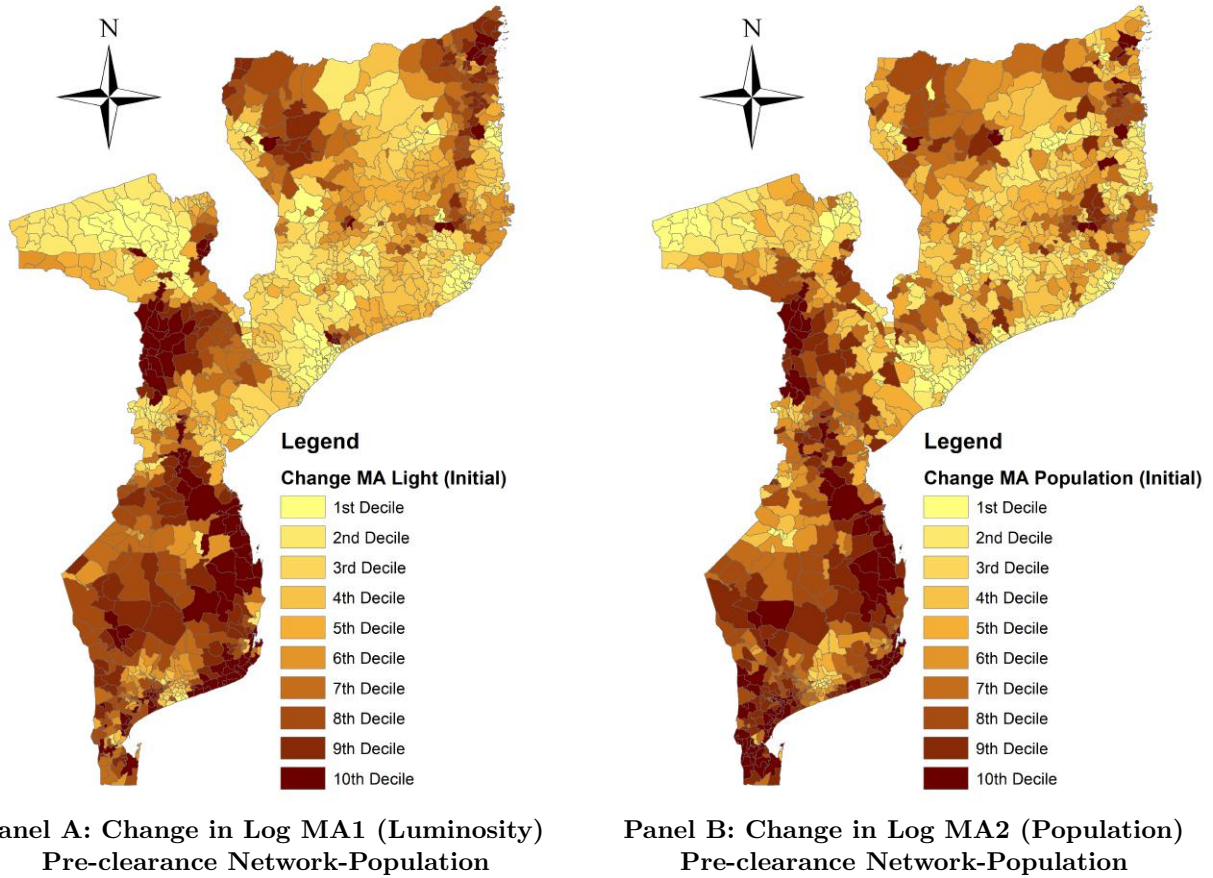 N
Legend
Change MA Light (Initial)
1st Decile
2nd Decile
3rd Decile
4th Decile
5th Decile
6th Decile
7th Decile
8th Decile
9th Decile
10th Decile
anel A: Change in Log MA1 (Luminosity)
Pre-clearance Network-Population
N
Legend
Change MA Population (Initial)
1st Decile
2nd Decile
3rd Decile
4th Decile
5th Decile
6th Decile
7th Decile
8th Decile
9th Decile
10th Decile
Panel B: Change in Log MA2 (Population)
Pre-clearance Network-Population